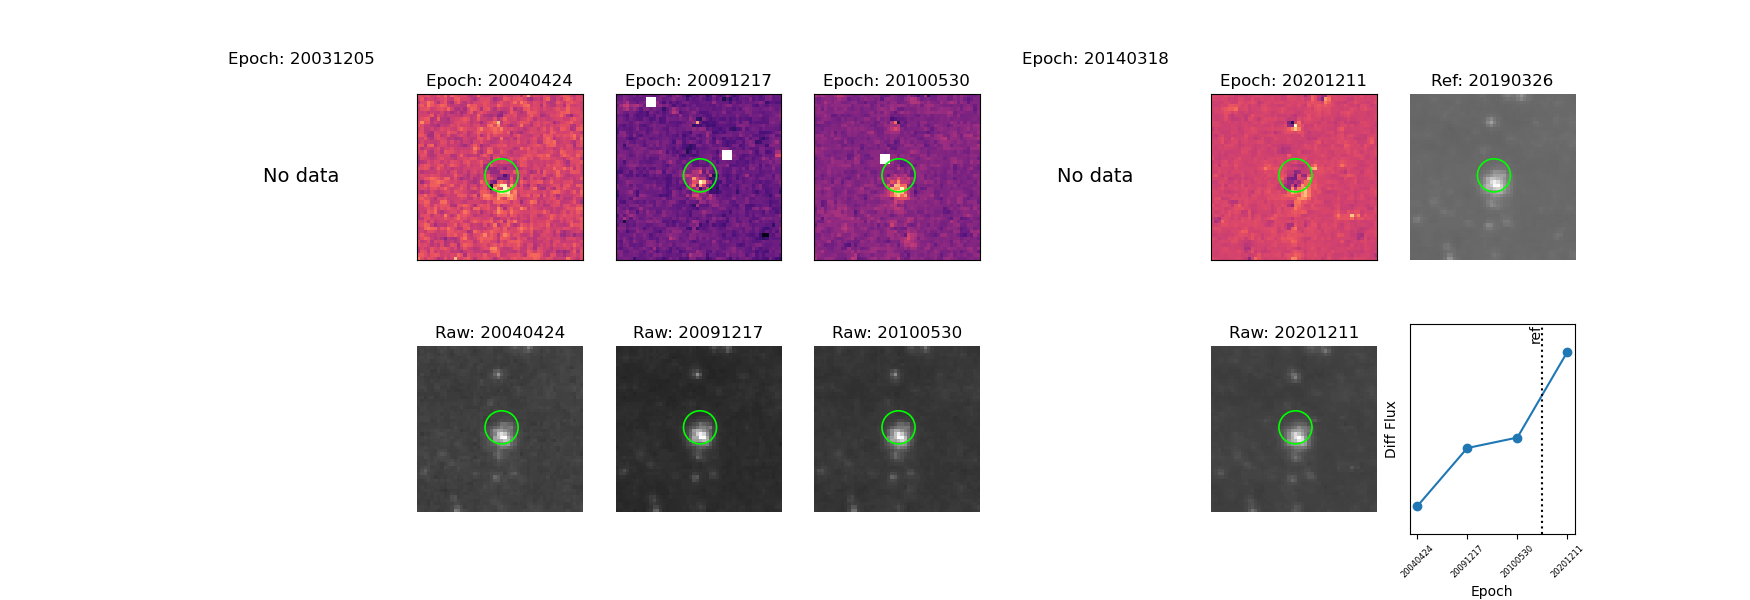 Epoch: 20031205
Epoch: 20040424
Epoch: 20091217
Epoch: 20100530
Epoch: 20140318
Epoch: 20201211
Ref: 20190326
No data
No data
Raw: 20040424
Raw: 20091217
Raw: 20100530
Raw: 20201211
ref
Diff Flux
20040424
20091217
20100530
20201211
Epoch